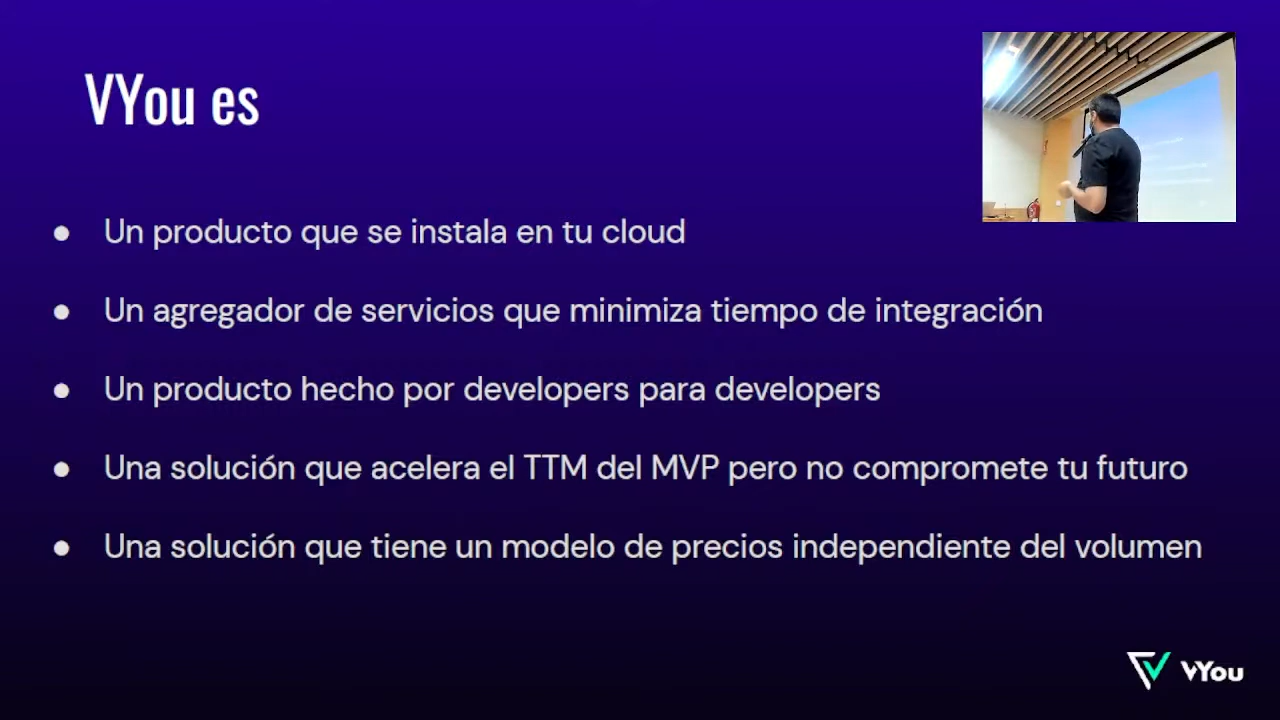 VYou es
● Un producto que se instala en tu cloud
● Un agregador de servicios que minimiza tiempo de integración
● Un producto hecho por developers para developers
● Una solución que acelera el TTM del MVP pero no compromete tu futuro
● Una solución que tiene un modelo de precios independiente del volumen
VYou